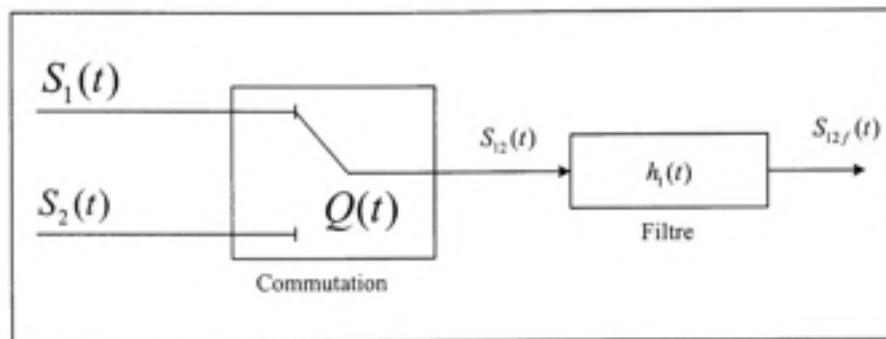 S₁(t)
S₂(t)
Q(t)
Commutation
S₁₂(t)
h₁(t)
Filtre
S₁₂f(t)